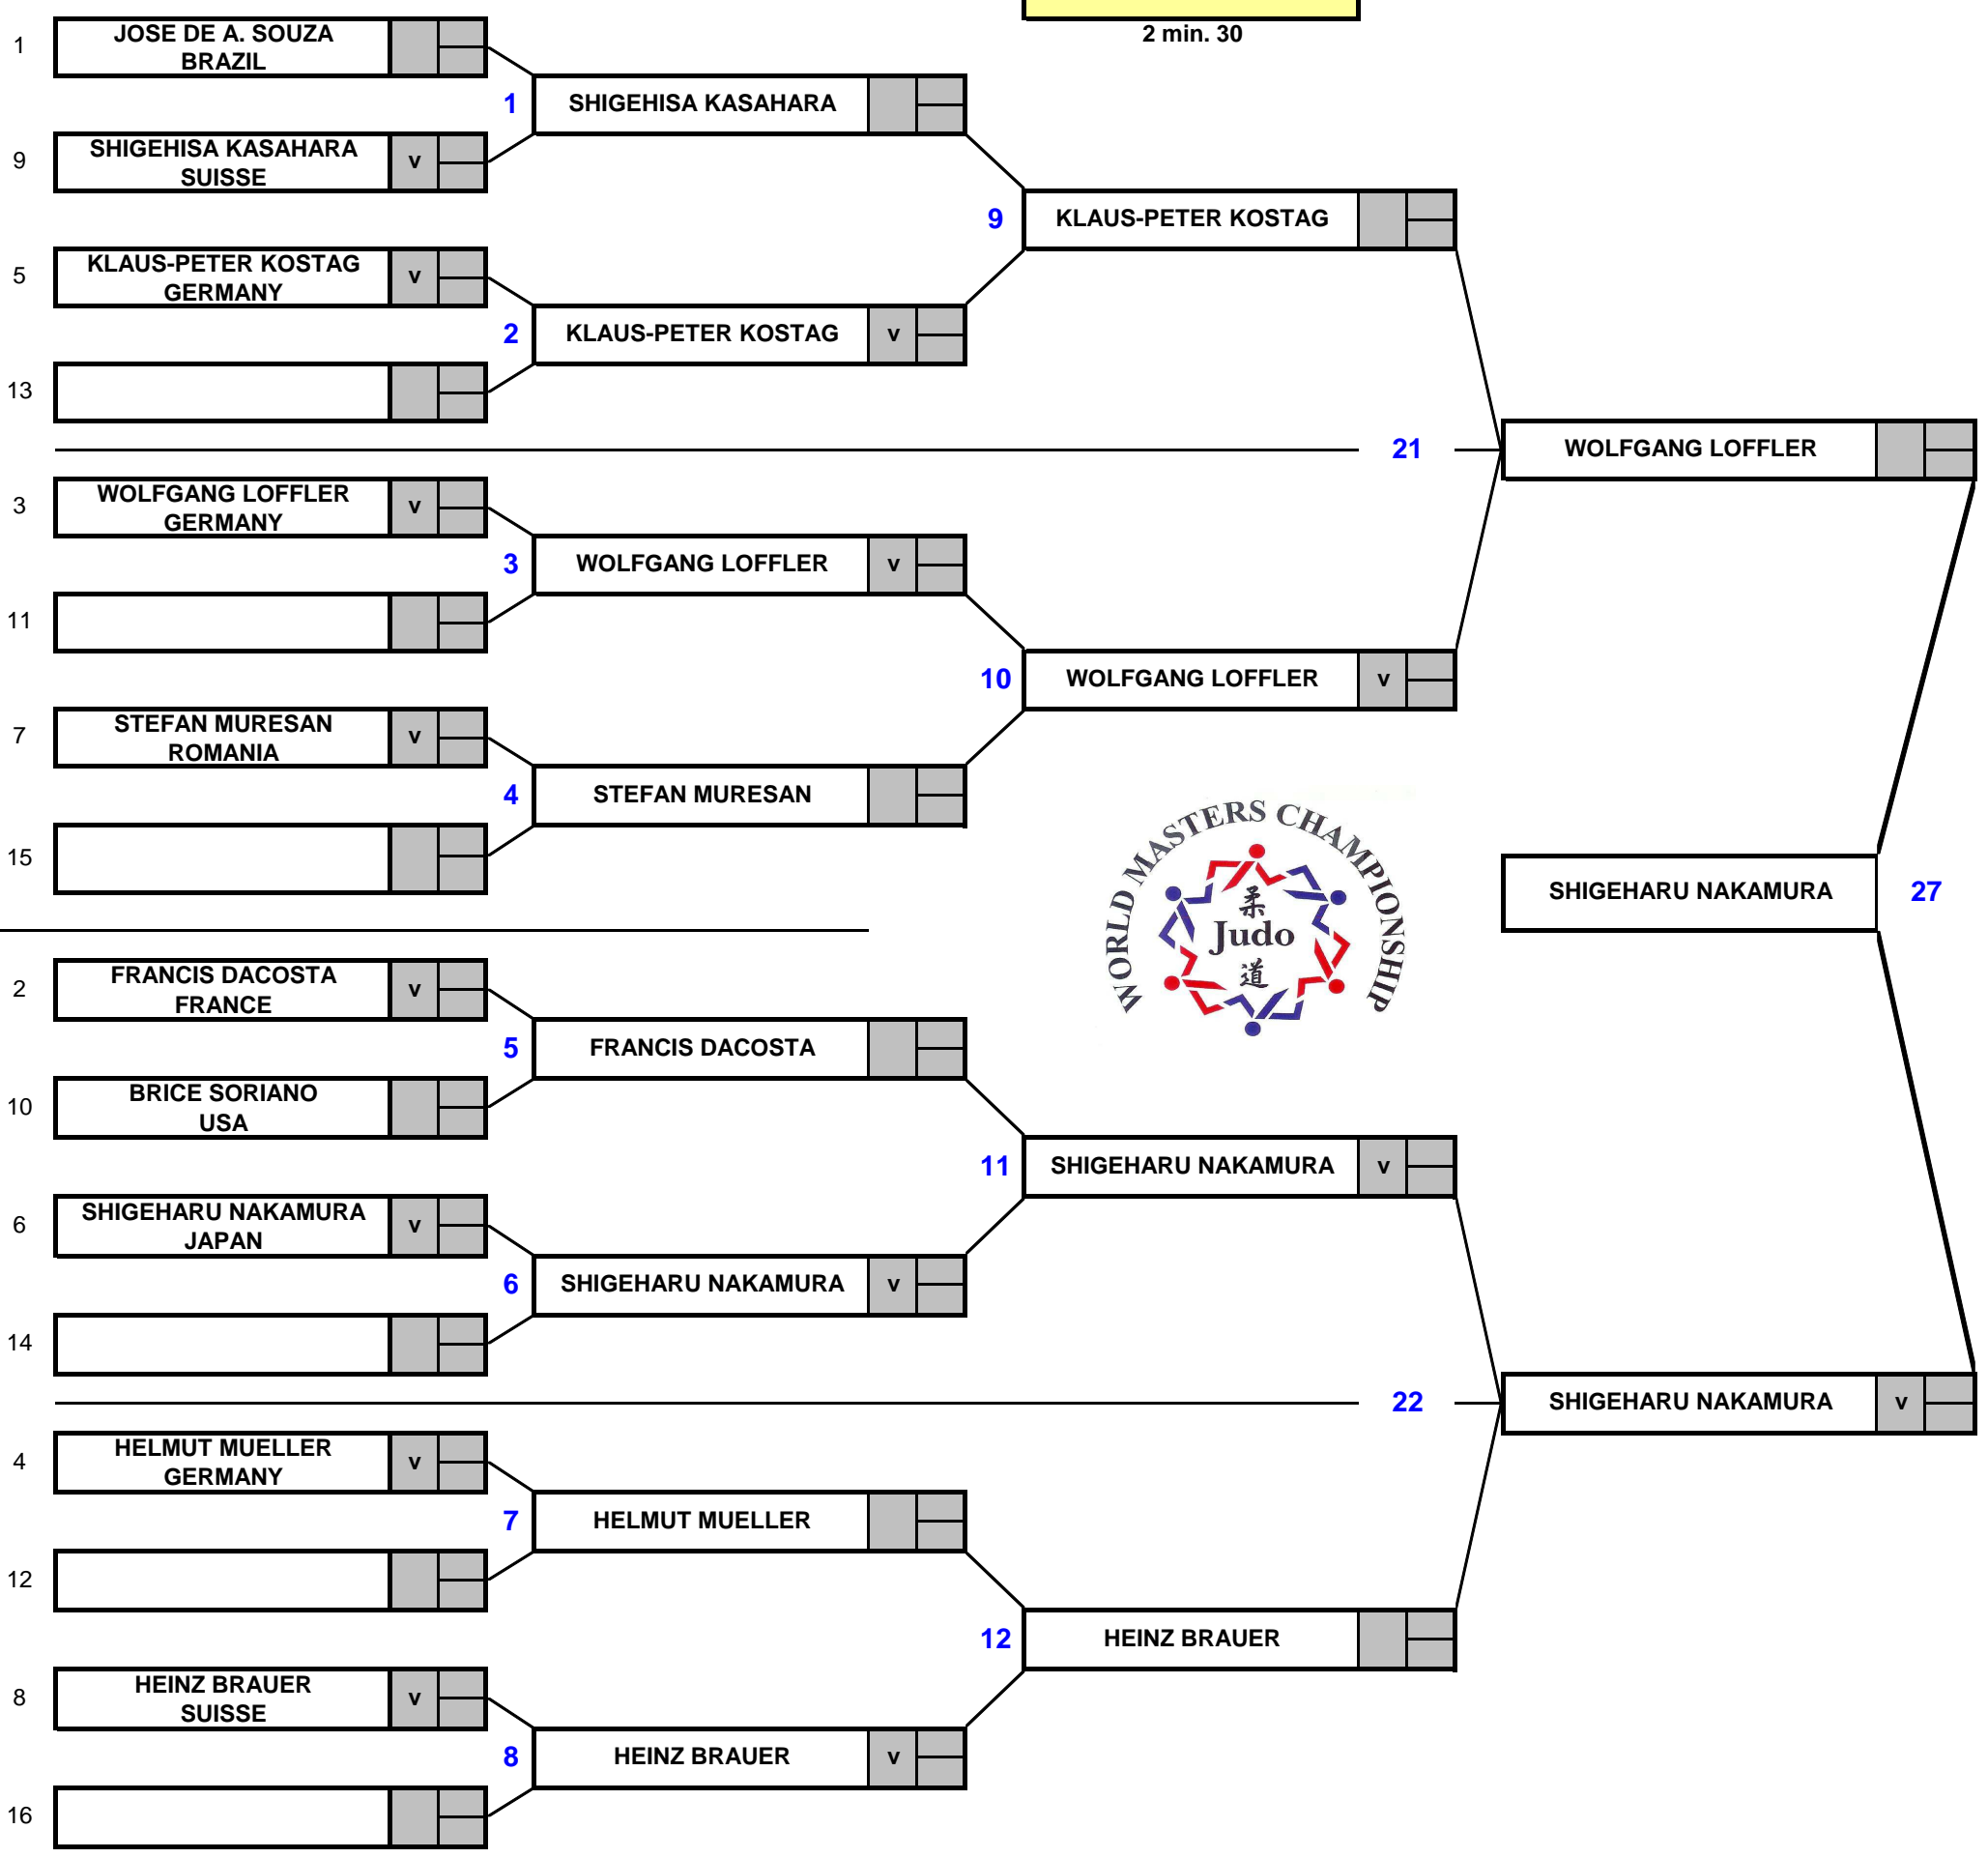 2 min. 30
1
JOSE DE A. SOUZA
BRAZIL
1
SHIGEHISA KASAHARA
9
SHIGEHISA KASAHARA
SUISSE
v
9
KLAUS-PETER KOSTAG
5
KLAUS-PETER KOSTAG
GERMANY
v
2
KLAUS-PETER KOSTAG
v
13
21
WOLFGANG LOFFLER
3
WOLFGANG LOFFLER
GERMANY
v
3
WOLFGANG LOFFLER
v
11
10
WOLFGANG LOFFLER
v
7
STEFAN MURESAN
ROMANIA
v
4
STEFAN MURESAN
15
WORLD MASTERS CHAMPIONSHIP
柔
Judo
道
SHIGEHARU NAKAMURA
27
2
FRANCIS DACOSTA
FRANCE
v
5
FRANCIS DACOSTA
10
BRICE SORIANO
USA
11
SHIGEHARU NAKAMURA
v
6
SHIGEHARU NAKAMURA
JAPAN
v
6
SHIGEHARU NAKAMURA
v
14
22
SHIGEHARU NAKAMURA
v
4
HELMUT MUELLER
GERMANY
v
7
HELMUT MUELLER
12
12
HEINZ BRAUER
8
HEINZ BRAUER
SUISSE
v
8
HEINZ BRAUER
v
16